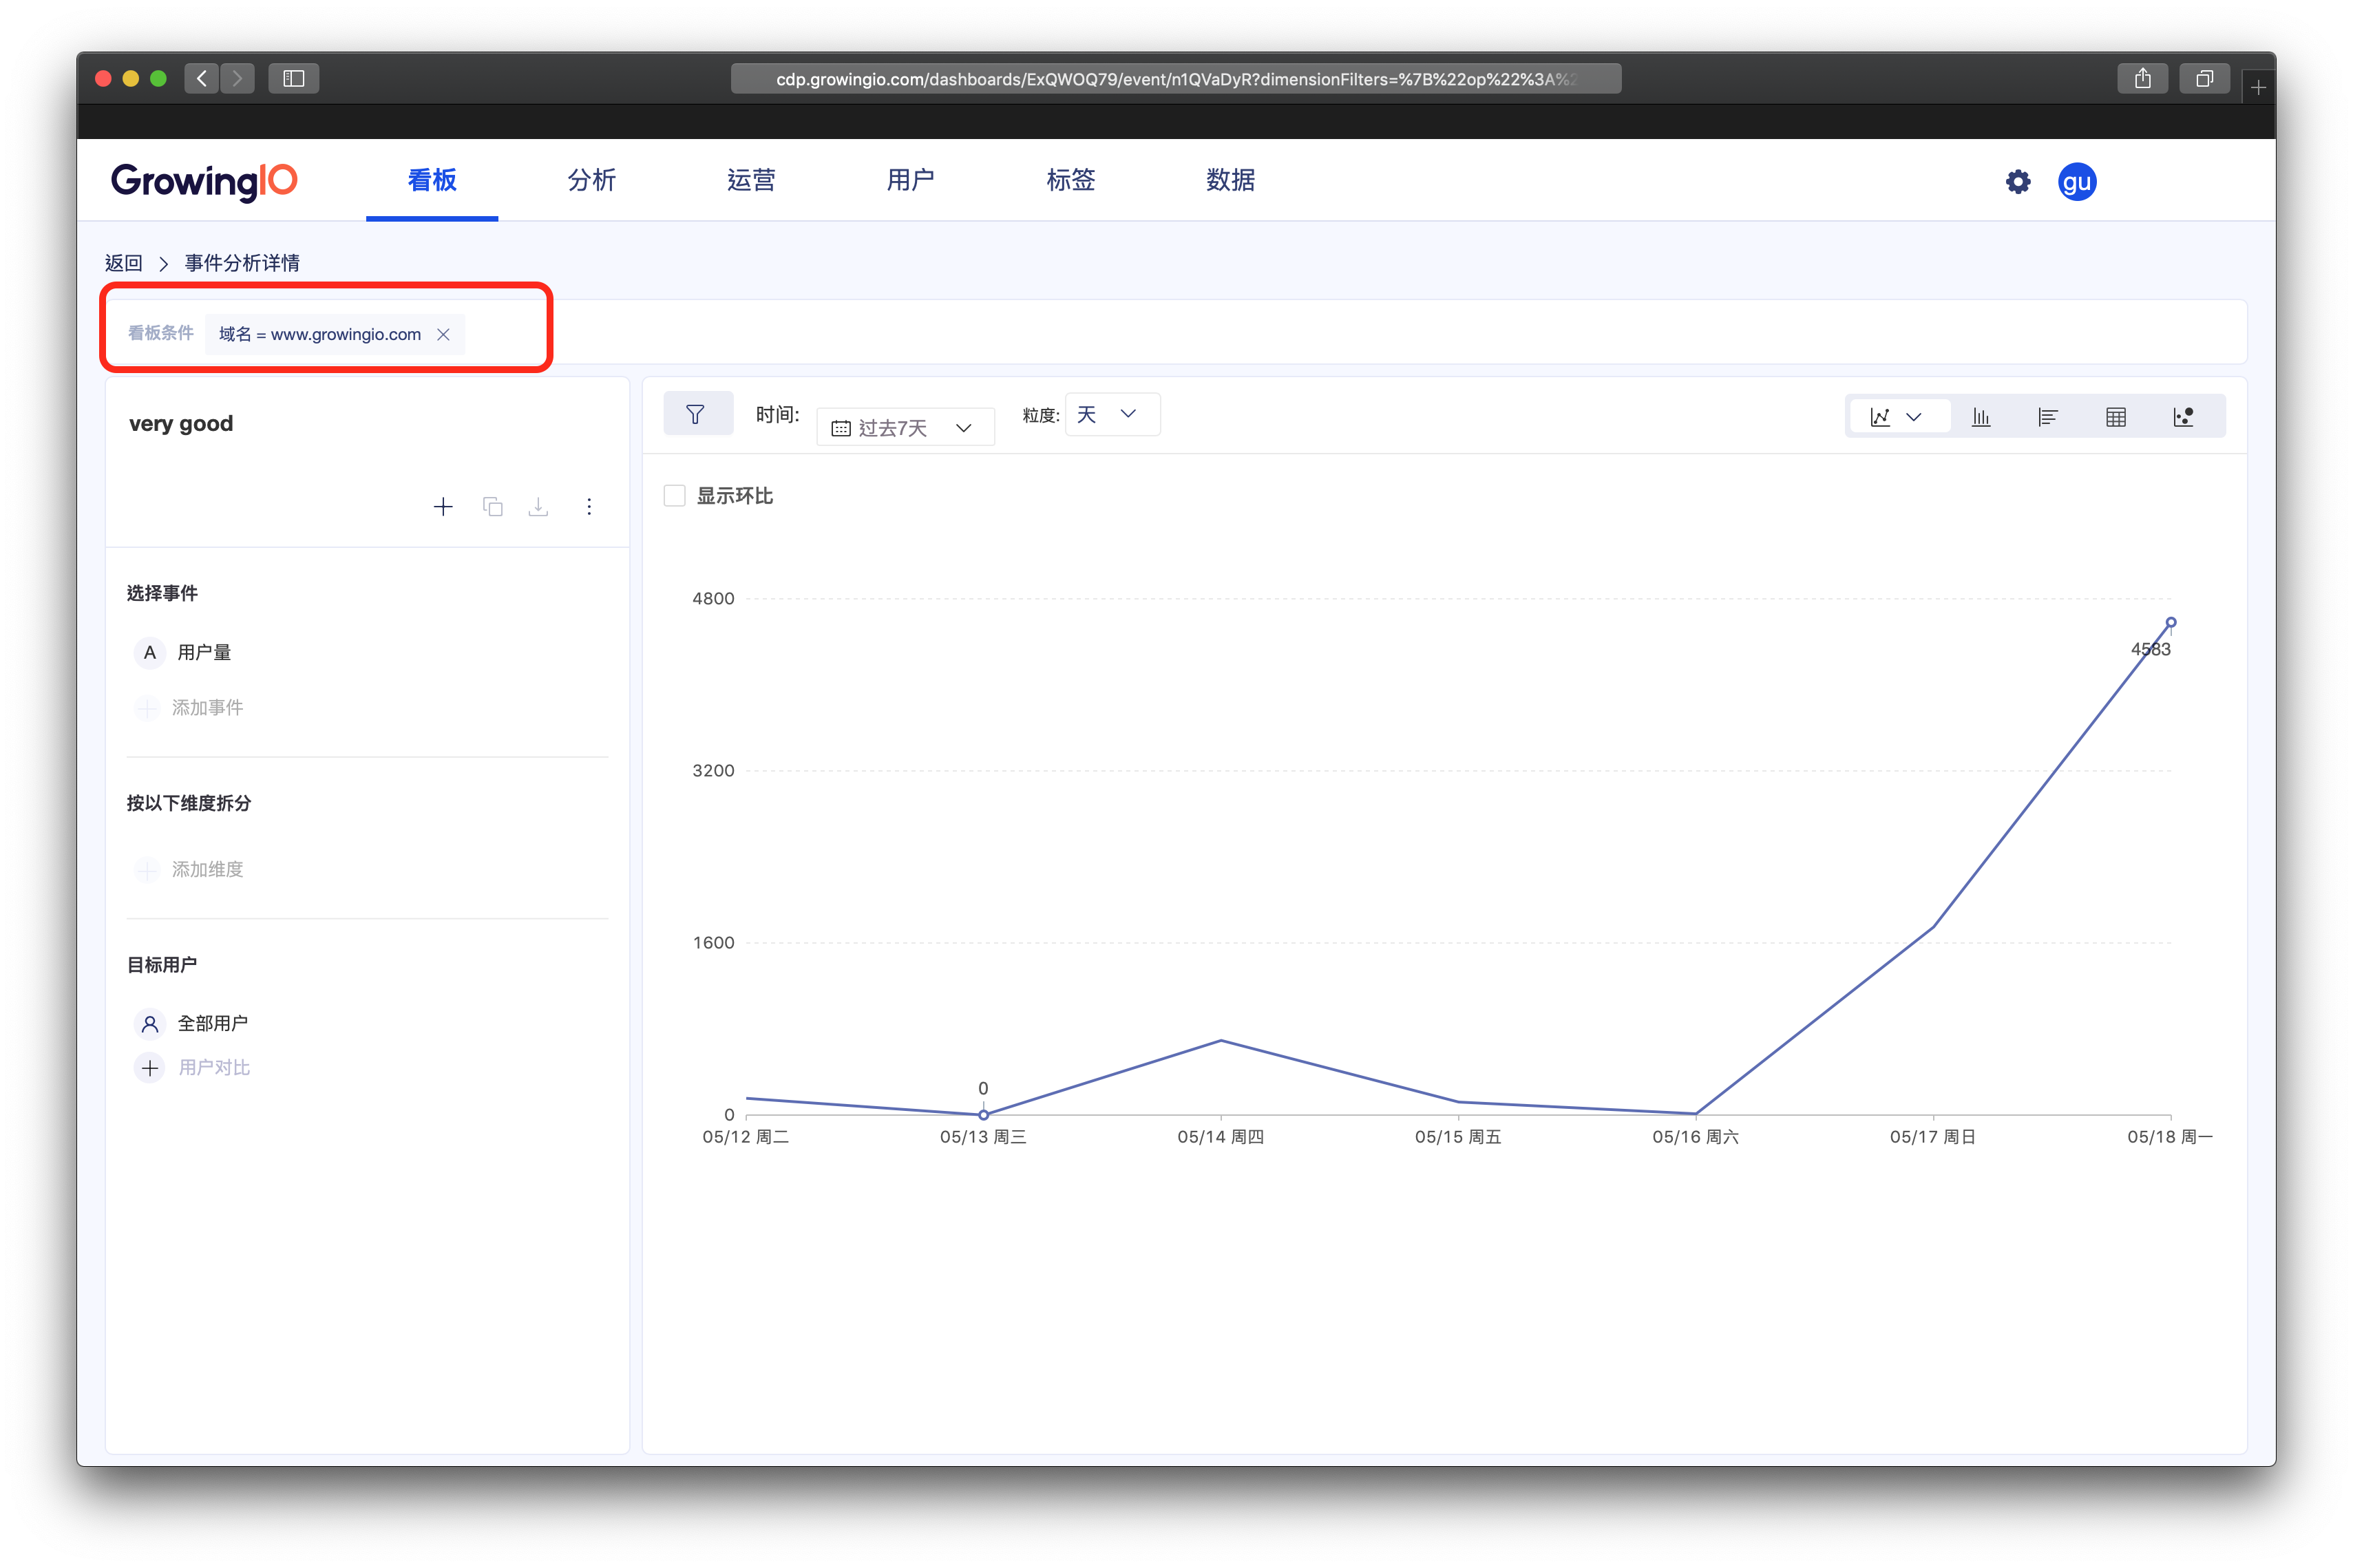 cdp.growingio.com/dashboards/ExQWOQ79/event/n1QVaDyR?dimensionFilters=%7B%22op%22%3A%2
GrowingIO 看板 分析 运营 用户 标签 数据 gu
返回 > 事件分析详情
看板条件 域名 = www.growingio.com
very good
时间: 过去7天 粒度: 天
显示环比
选择事件
A 用户量
添加事件
按以下维度拆分
添加维度
目标用户
全部用户
用户对比
4800
4583
3200
1600
0
0
05/12 周二 05/13 周三 05/14 周四 05/15 周五 05/16 周六 05/17 周日 05/18 周一